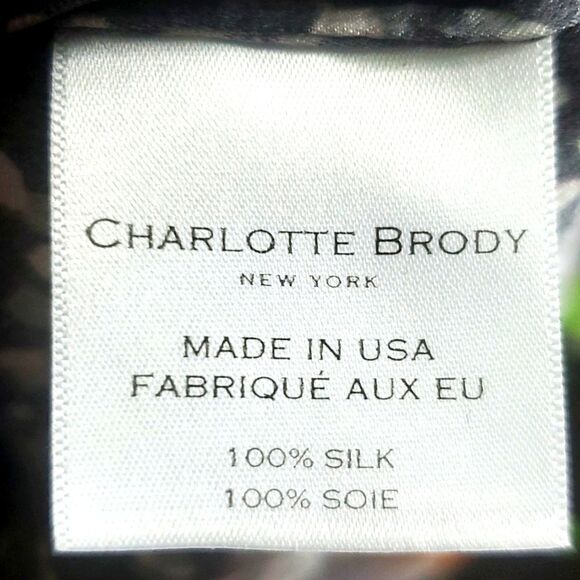 CHARLOTTE BRODY
NEW YORK
MADE IN USA
FABRIQUÉ AUX EU
100% SILK
100% SOIE